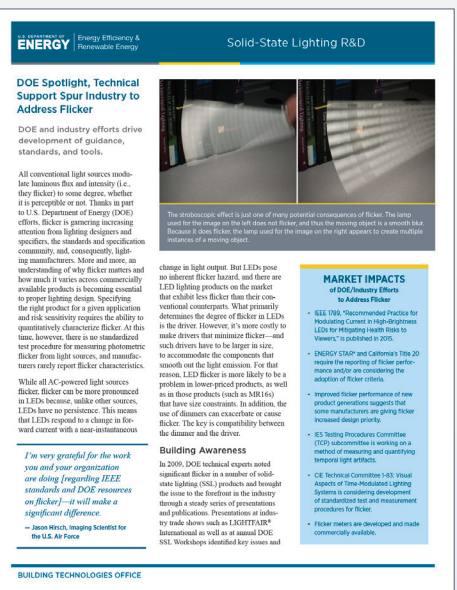 U.S. DEPARTMENT OF
ENERGY
Energy Efficiency &
Renewable Energy
Solid-State Lighting R&D
DOE Spotlight, Technical
Support Spur Industry to
Address Flicker
DOE and industry efforts drive
development of guidance,
standards, and tools.
All conventional light sources modu-
late luminous flux and intensity (i.e.,
they flicker) to some degree, whether
it is perceptible or not. Thanks in part
to U.S. Department of Energy (DOE)
efforts, flicker is garnering increasing
attention from lighting designers and
specifiers, the standards and specification
community, and, consequently, light-
ing manufacturers. More and more, an
understanding of why flicker matters and
how much it varies across commercially
available products is becoming essential
to proper lighting design. Specifying
the right product for a given application
and risk sensitivity requires the ability to
quantitatively characterize flicker. At this
time, however, there is no standardized
test procedure for measuring photometric
flicker from light sources, and manufac-
turers rarely report flicker characteristics.
While all AC-powered light sources
flicker, flicker can be more pronounced
in LEDs because, unlike other sources,
LEDs have no persistence. This means
that LEDs respond to a change in for-
ward current with a near-instantaneous
I'm very grateful for the work
you and your organization
are doing [regarding IEEE
standards and DOE resources
on flicker]—it will make a
significant difference.
— Jason Hirsch, Imaging Scientist for
the U.S. Air Force
The stroboscopic effect is just one of many potential consequences of flicker. The lamp
used for the image on the left does not flicker, and thus the moving object is a smooth blur.
Because it does flicker, the lamp used for the image on the right appears to create multiple
instances of a moving object.
change in light output. But LEDs pose
no inherent flicker hazard, and there are
LED lighting products on the market
that exhibit less flicker than their con-
ventional counterparts. What primarily
determines the degree of flicker in LEDs
is the driver. However, it's more costly to
make drivers that minimize flicker—and
such drivers have to be larger in size,
to accommodate the components that
smooth out the light emission. For that
reason, LED flicker is more likely to be a
problem in lower-priced products, as well
as in those products (such as MR16s)
that have size constraints. In addition, the
use of dimmers can exacerbate or cause
flicker. The key is compatibility between
the dimmer and the driver.
Building Awareness
In 2009, DOE technical experts noted
significant flicker in a number of solid-
state lighting (SSL) products and brought
the issue to the forefront in the industry
through a steady series of presentations
and publications. Presentations at indus-
try trade shows such as LIGHTFAIR®
International as well as at annual DOE
SSL Workshops identified key issues and
MARKET IMPACTS
of DOE/Industry Efforts
to Address Flicker
• IEEE 1789, "Recommended Practice for
Modulating Current in High-Brightness
LEDs for Mitigating Health Risks to
Viewers," is published in 2015.
• ENERGY STAR® and California's Title 20
require the reporting of flicker perfor-
mance and/or are considering the
adoption of flicker criteria.
• Improved flicker performance of new
product generations suggests that
some manufacturers are giving flicker
increased design priority.
• IES Testing Procedures Committee
(TCP) subcommittee is working on a
method of measuring and quantifying
temporal light artifacts.
• CIE Technical Committee 1-83: Visual
Aspects of Time-Modulated Lighting
Systems is considering development
of standardized test and measurement
procedures for flicker.
• Flicker meters are developed and made
commercially available.
BUILDING TECHNOLOGIES OFFICE